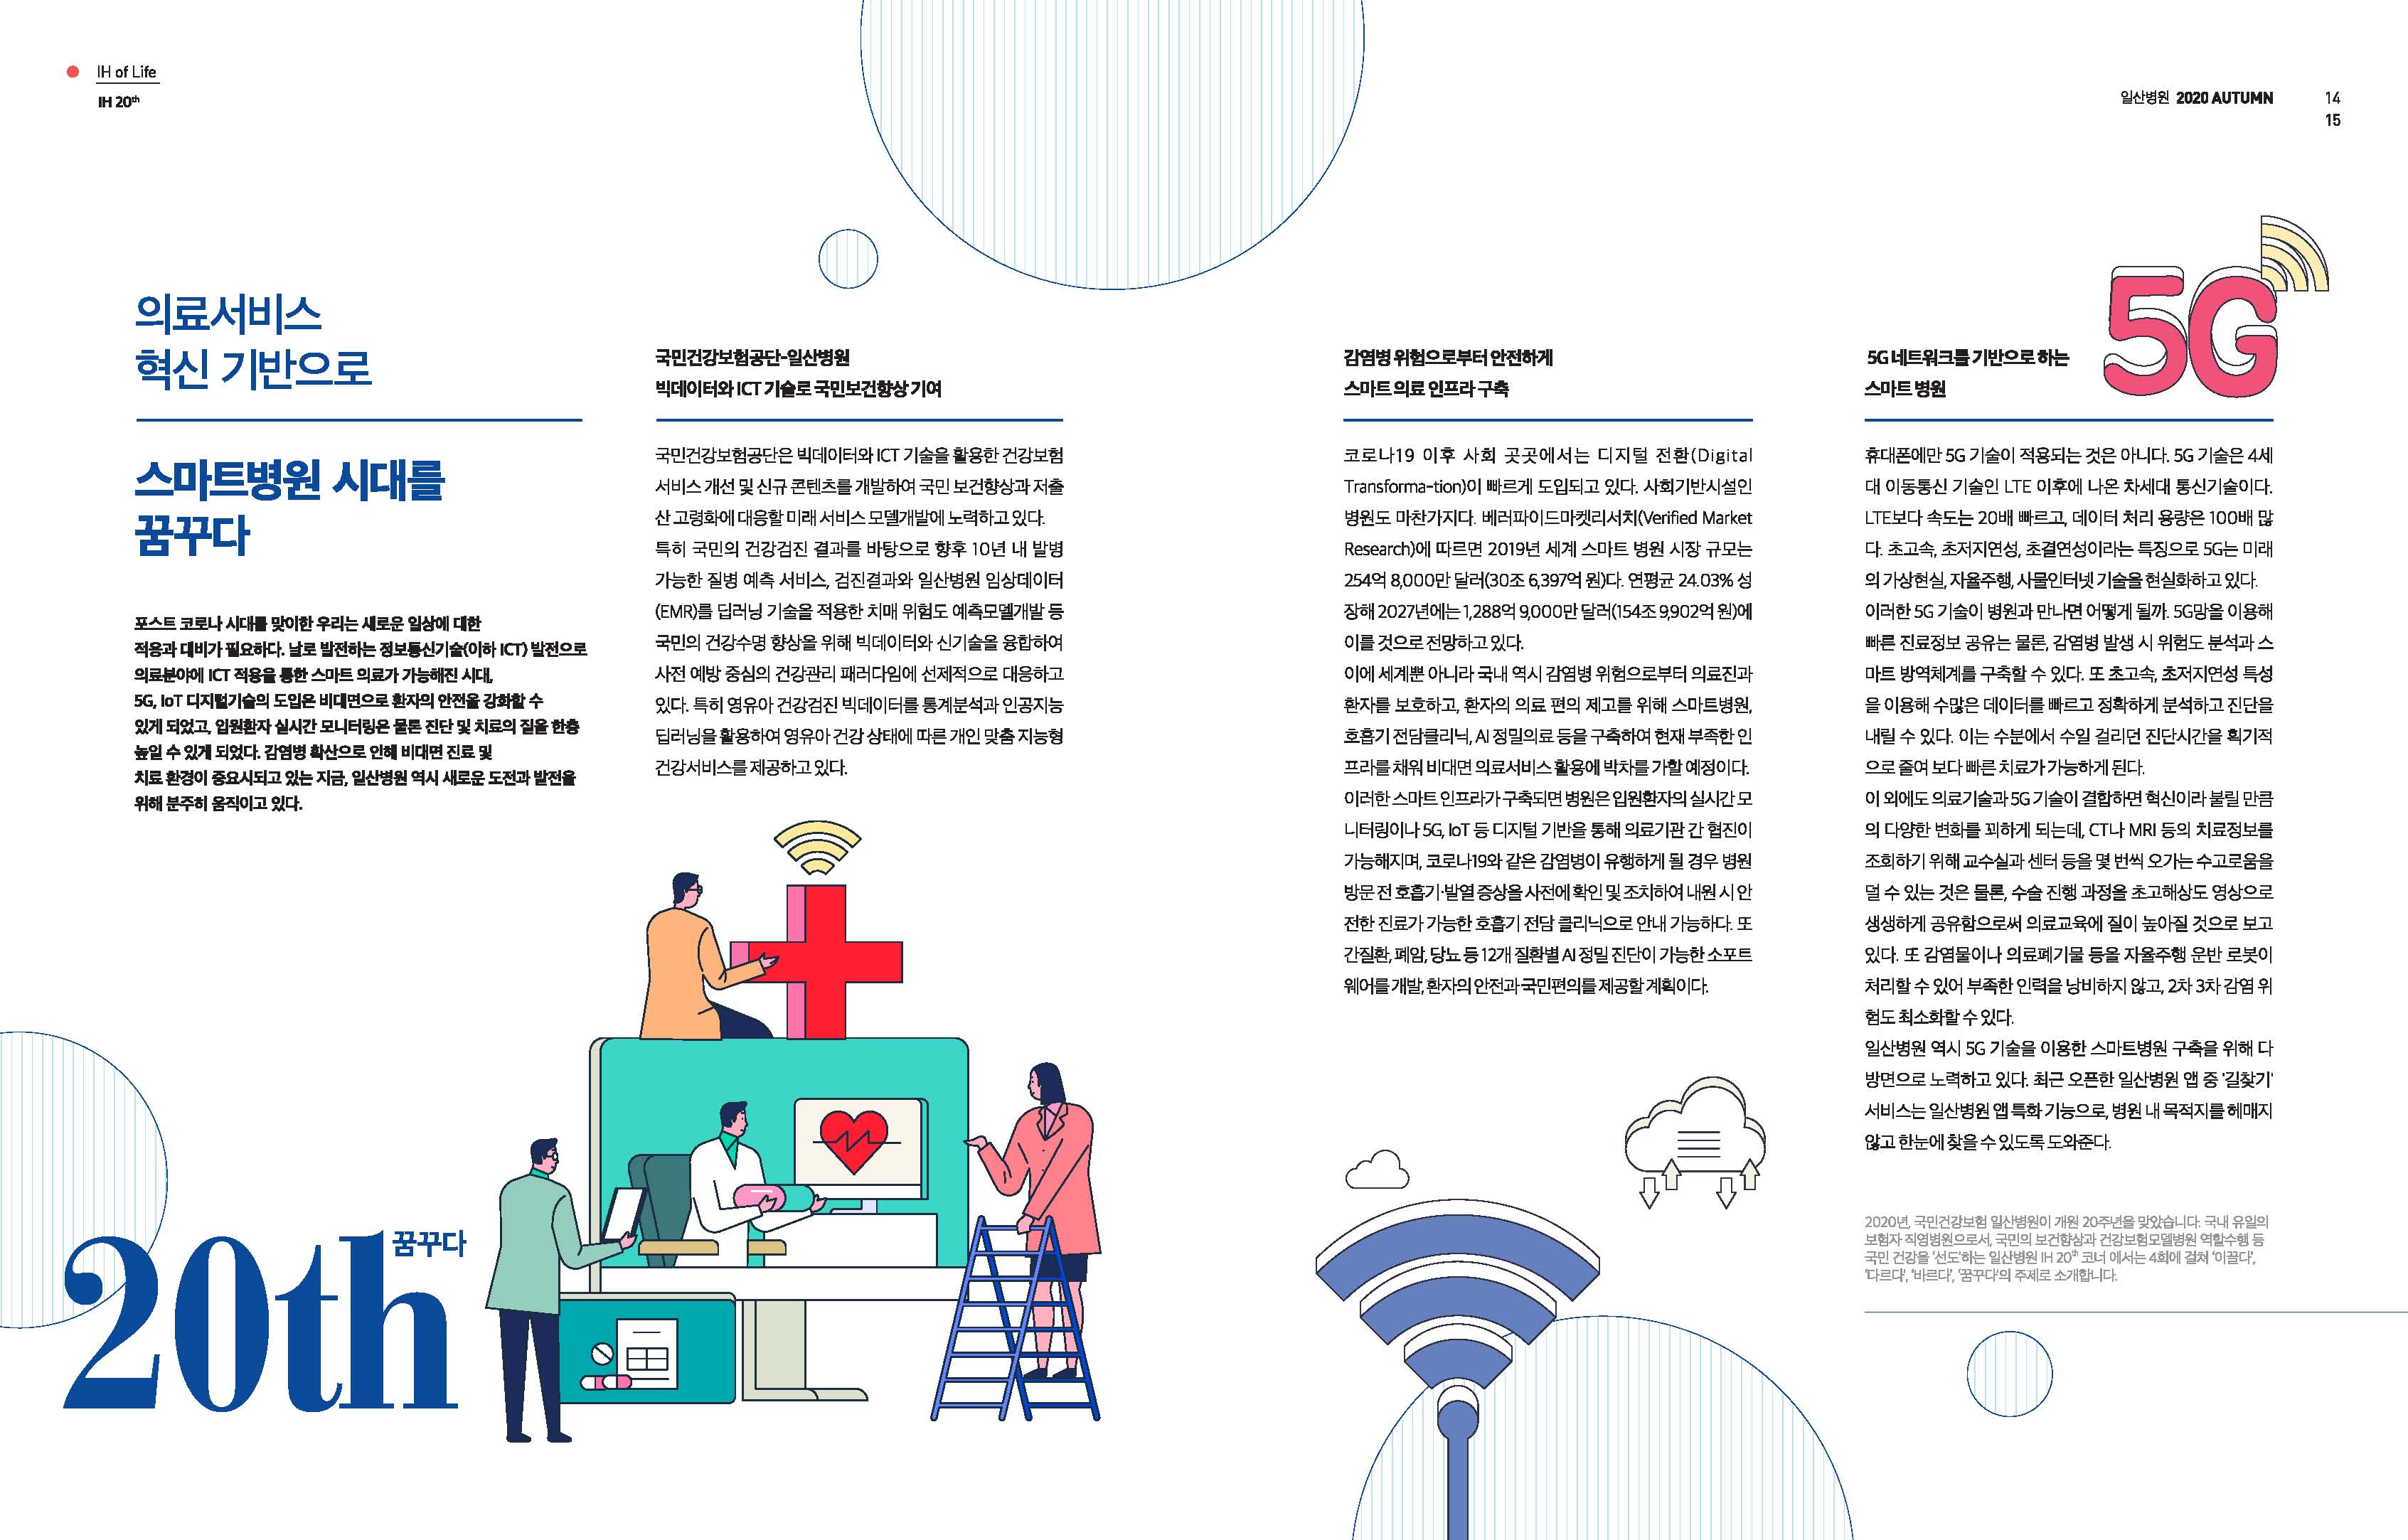 IH of Life
IH 20th
일산병원 2020 AUTUMN
14
15
의료서비스
혁신 기반으로
스마트병원 시대를
꿈꾸다
포스트 코로나 시대를 맞이한 우리는 새로운 일상에 대한
적응과 대비가 필요하다. 날로 발전하는 정보통신기술(이하 ICT) 발전으로
의료분야에 ICT 적용을 통한 스마트 의료가 가능해진 시대,
5G, IoT 디지털기술의 도입은 비대면으로 환자의 안전을 강화할 수
있게 되었고, 입원환자 실시간 모니터링은 물론 진단 및 치료의 질을 한층
높일 수 있게 되었다. 감염병 확산으로 인해 비대면 진료 및
치료 환경이 중요시되고 있는 지금, 일산병원 역시 새로운 도전과 발전을
위해 분주히 움직이고 있다.
20th
꿈꾸다
국민건강보험공단-일산병원
빅데이터와 ICT 기술로 국민보건향상 기여
국민건강보험공단은 빅데이터와 ICT 기술을 활용한 건강보험
서비스 개선 및 신규 콘텐츠를 개발하여 국민 보건향상과 저출
산 고령화에 대응할 미래 서비스 모델개발에 노력하고 있다.
특히 국민의 건강검진 결과를 바탕으로 향후 10년 내 발병
가능한 질병 예측 서비스, 검진결과와 일산병원 임상데이터
(EMR)를 딥러닝 기술을 적용한 치매 위험도 예측모델개발 등
국민의 건강수명 향상을 위해 빅데이터와 신기술을 융합하여
사전 예방 중심의 건강관리 패러다임에 선제적으로 대응하고
있다. 특히 영유아 건강검진 빅데이터를 통계분석과 인공지능
딥러닝을 활용하여 영유아 건강 상태에 따른 개인 맞춤 지능형
건강서비스를 제공하고 있다.
감염병 위험으로부터 안전하게
스마트 의료 인프라 구축
코로나19 이후 사회 곳곳에서는 디지털 전환(Digital
Transforma-tion)이 빠르게 도입되고 있다. 사회기반시설인
병원도 마찬가지다. 베러파이드마켓리서치(Verified Market
Research)에 따르면 2019년 세계 스마트 병원 시장 규모는
254억 8,000만 달러(30조 6,397억 원)다. 연평균 24.03% 성
장해 2027년에는 1,288억 9,000만 달러(154조 9,902억 원)에
이를 것으로 전망하고 있다.
이에 세계뿐 아니라 국내 역시 감염병 위험으로부터 의료진과
환자를 보호하고, 환자의 의료 편의 제고를 위해 스마트병원,
호흡기 전담클리닉, AI 정밀의료 등을 구축하여 현재 부족한 인
프라를 채워 비대면 의료서비스 활용에 박차를 가할 예정이다.
이러한 스마트 인프라가 구축되면 병원은 입원환자의 실시간 모
니터링이나 5G, IoT 등 디지털 기반을 통해 의료기관 간 협진이
가능해지며, 코로나19와 같은 감염병이 유행하게 될 경우 병원
방문 전 호흡기·발열 증상을 사전에 확인 및 조치하여 내원 시 안
전한 진료가 가능한 호흡기 전담 클리닉으로 안내 가능하다. 또
간질환, 폐암, 당뇨 등 12개 질환별 AI 정밀 진단이 가능한 소포트
웨어를 개발, 환자의 안전과 국민편의를 제공할 계획이다.
5G 네트워크를 기반으로 하는
스마트 병원
5G
휴대폰에만 5G 기술이 적용되는 것은 아니다. 5G 기술은 4세
대 이동통신 기술인 LTE 이후에 나온 차세대 통신기술이다.
LTE보다 속도는 20배 빠르고, 데이터 처리 용량은 100배 많
다. 초고속, 초저지연성, 초결연성이라는 특징으로 5G는 미래
의 가상현실, 자율주행, 사물인터넷 기술을 현실화하고 있다.
이러한 5G 기술이 병원과 만나면 어떻게 될까. 5G망을 이용해
빠른 진료정보 공유는 물론, 감염병 발생 시 위험도 분석과 스
마트 방역체계를 구축할 수 있다. 또 초고속, 초저지연성 특성
을 이용해 수많은 데이터를 빠르고 정확하게 분석하고 진단을
내릴 수 있다. 이는 수분에서 수일 걸리던 진단시간을 획기적
으로 줄여 보다 빠른 치료가 가능하게 된다.
이 외에도 의료기술과 5G 기술이 결합하면 혁신이라 불릴 만큼
의 다양한 변화를 꾀하게 되는데, CT나 MRI 등의 치료정보를
조회하기 위해 교수실과 센터 등을 몇 번씩 오가는 수고로움을
덜 수 있는 것은 물론, 수술 진행 과정을 초고해상도 영상으로
생생하게 공유함으로써 의료교육에 질이 높아질 것으로 보고
있다. 또 감염물이나 의료폐기물 등을 자율주행 운반 로봇이
처리할 수 있어 부족한 인력을 낭비하지 않고, 2차 3차 감염 위
험도 최소화할 수 있다.
일산병원 역시 5G 기술을 이용한 스마트병원 구축을 위해 다
방면으로 노력하고 있다. 최근 오픈한 일산병원 앱 중 '길찾기'
서비스는 일산병원 앱 특화 기능으로, 병원 내 목적지를 헤매지
않고 한눈에 찾을 수 있도록 도와준다.
2020년, 국민건강보험 일산병원이 개원 20주년을 맞았습니다. 국내 유일의
보험자 직영병원으로서, 국민의 보건향상과 건강보험모델병원 역할수행 등
국민 건강을 '선도'하는 일산병원 IH 20th 코너 에서는 4회에 걸쳐 '이끌다',
'다르다', '바르다', '꿈꾸다'의 주제로 소개합니다.